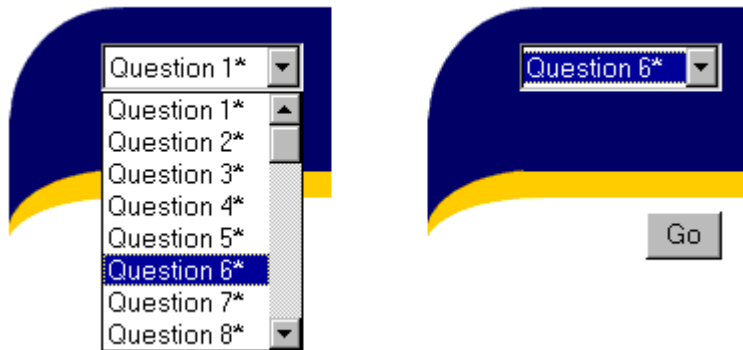 Question 1*
Question 1*
Question 2*
Question 3*
Question 4*
Question 5*
Question 6*
Question 7*
Question 8*
Question 6*
Go